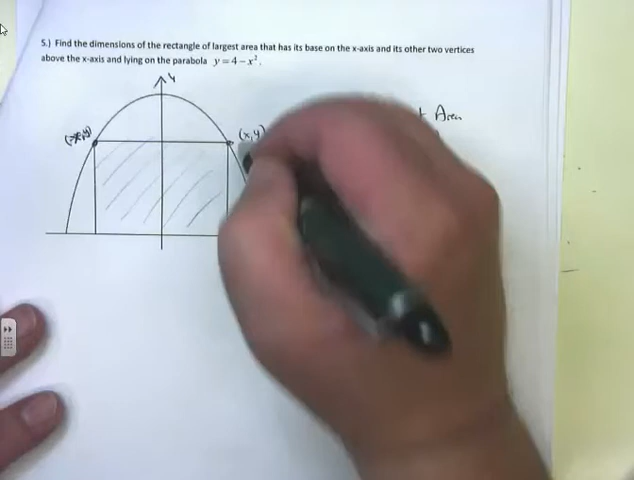 5.) Find the dimensions of the rectangle of largest area that has its base on the x-axis and its other two vertices
above the x-axis and lying on the parabola y = 4 – x².
y
(-x,y)
(x,y)
Area